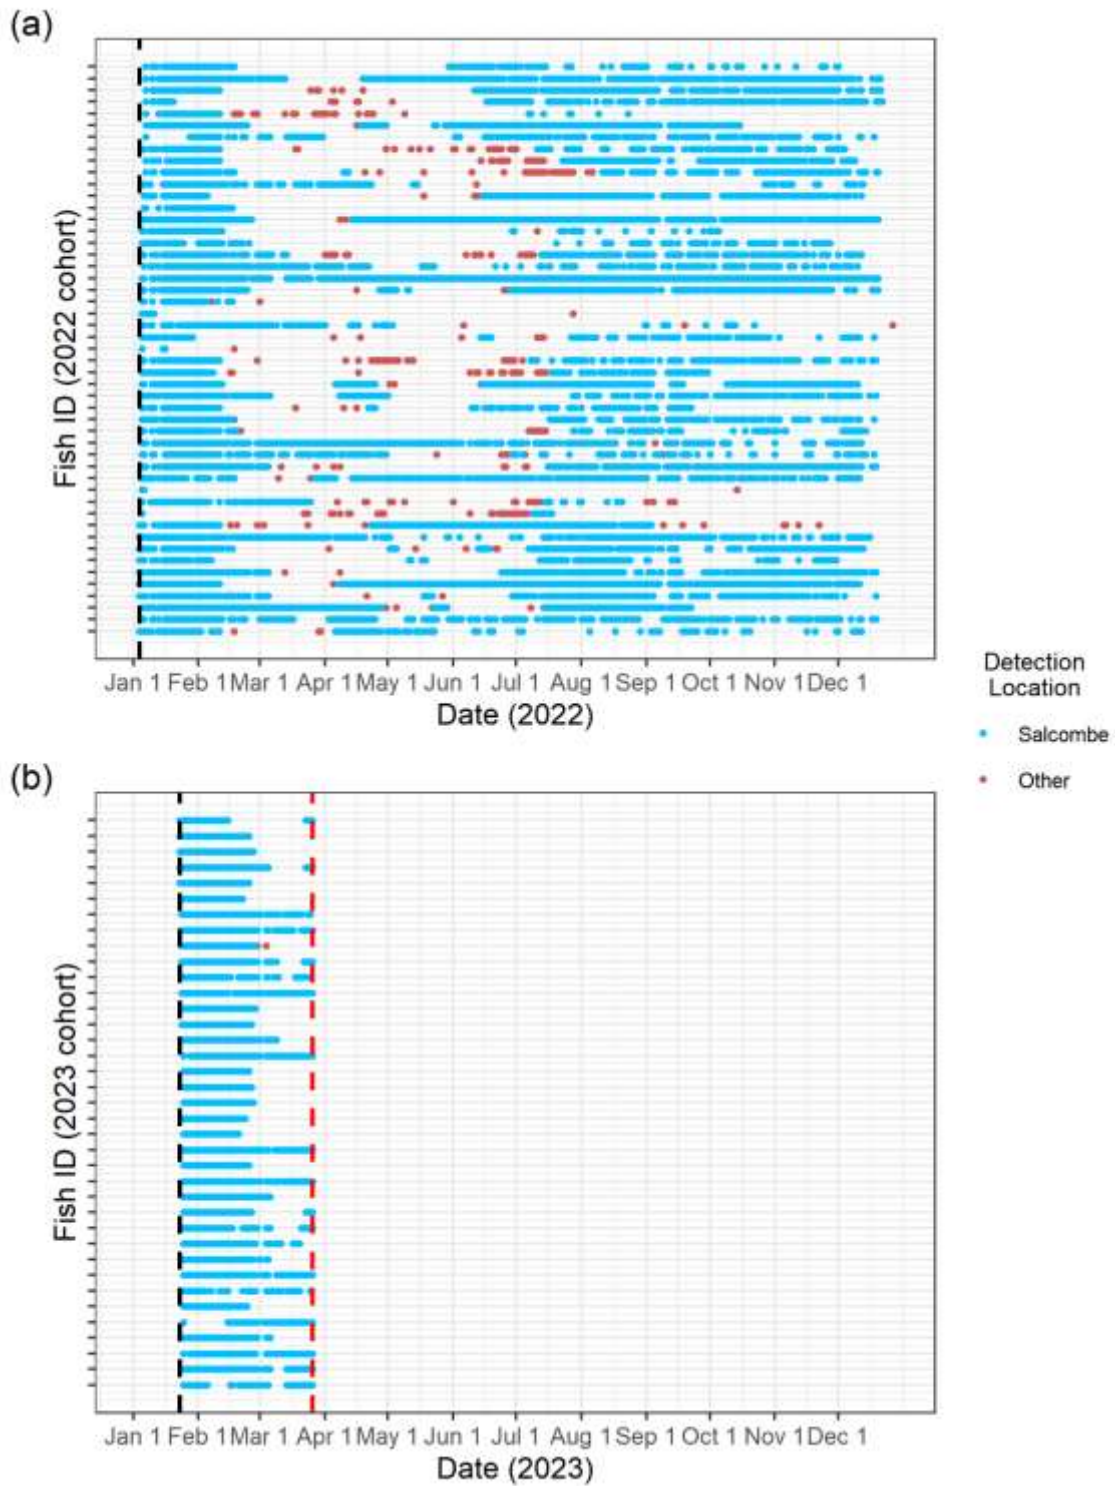 (a)
Fish ID (2022 cohort)
Jan 1 Feb 1 Mar 1 Apr 1 May 1 Jun 1 Jul 1 Aug 1 Sep 1 Oct 1 Nov 1 Dec 1
Date (2022)
Detection
Location
Salcombe
Other
(b)
Fish ID (2023 cohort)
Jan 1 Feb 1 Mar 1 Apr 1 May 1 Jun 1 Jul 1 Aug 1 Sep 1 Oct 1 Nov 1 Dec 1
Date (2023)